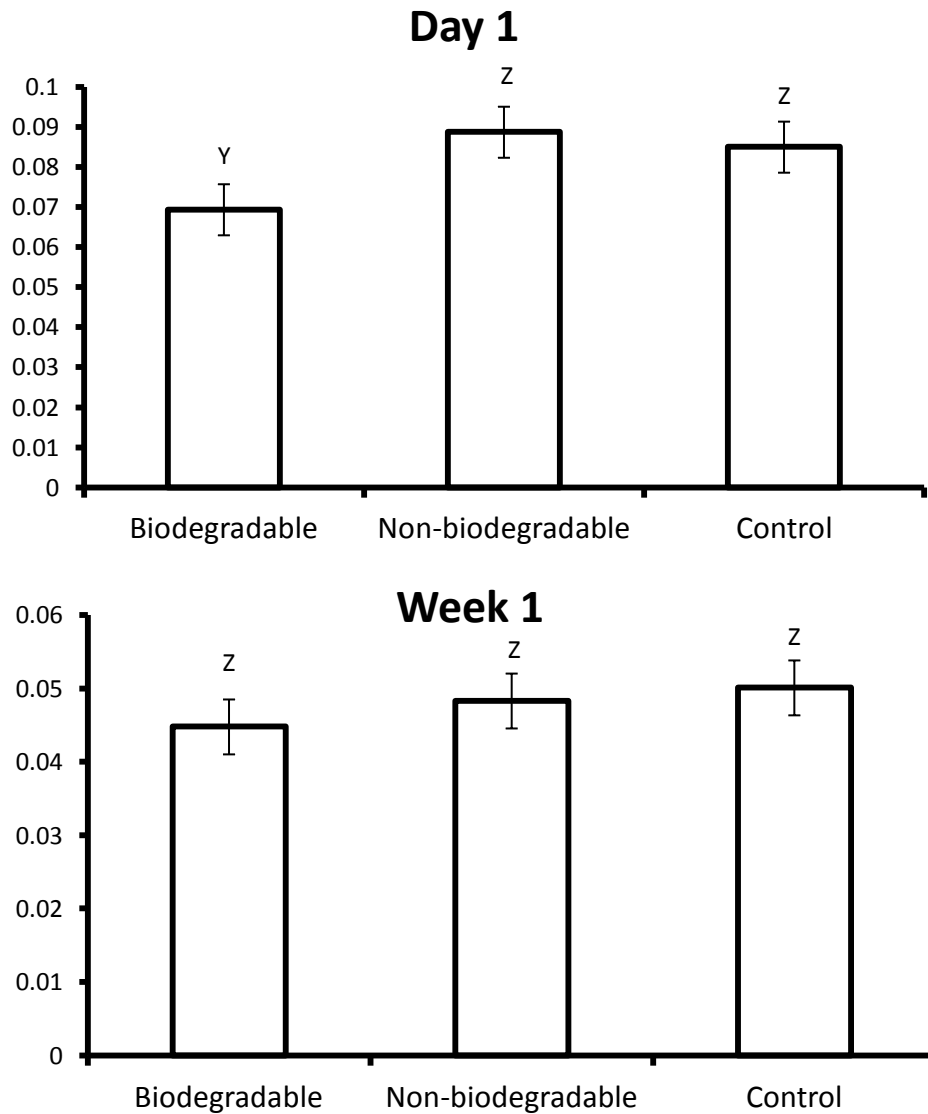 Day 1
Z
Z
Y
0.1
0.09
0.08
0.07
0.06
0.05
0.04
0.03
0.02
0.01
0
Biodegradable Non-biodegradable Control
Week 1
Z
Z
Z
0.06
0.05
0.04
0.03
0.02
0.01
0
Biodegradable Non-biodegradable Control